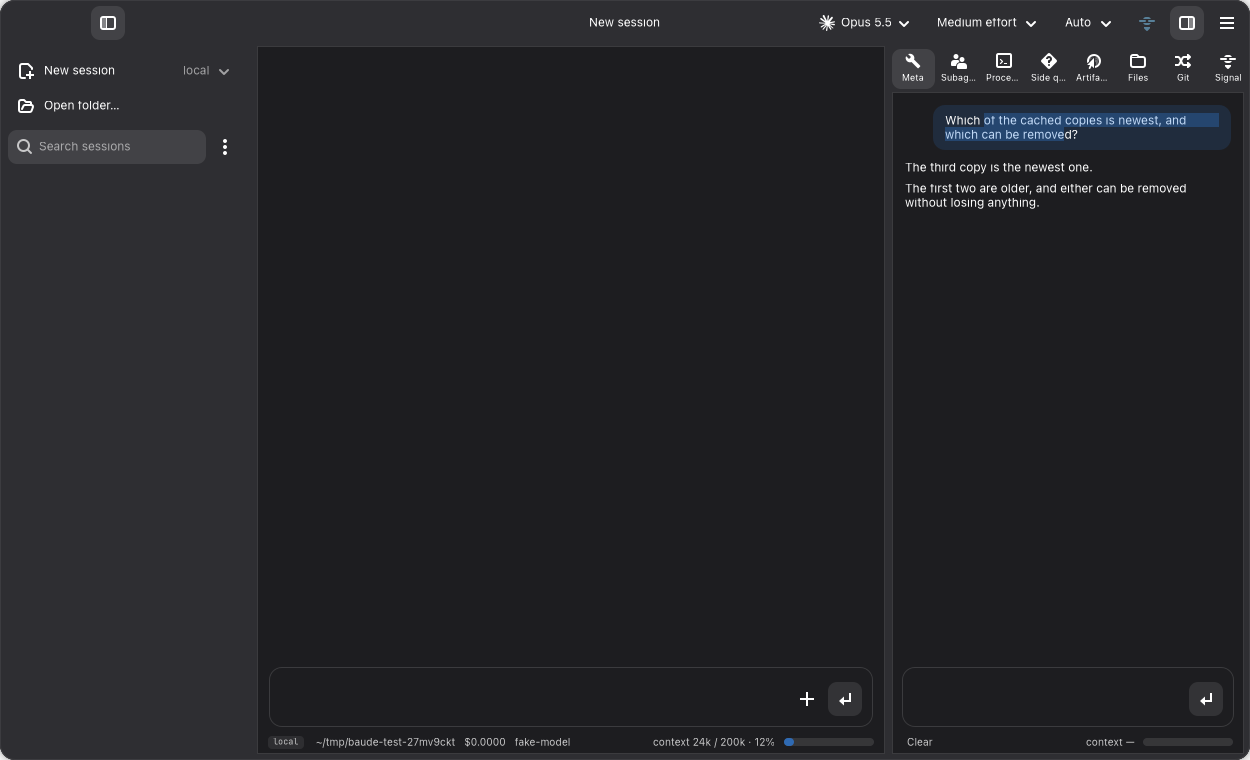 New session
Opus 5.5
Medium effort
Auto
New session
local
Open folder...
Search sessions
Meta
Subag...
Proce...
Side q...
Artifa...
Files
Git
Signal
Which of the cached copies is newest, and
which can be removed?
The third copy is the newest one.
The first two are older, and either can be removed
without losing anything.
local
~/tmp/baude-test-27mv9ckt
$0.0000
fake-model
context 24k / 200k · 12%
Clear
context —